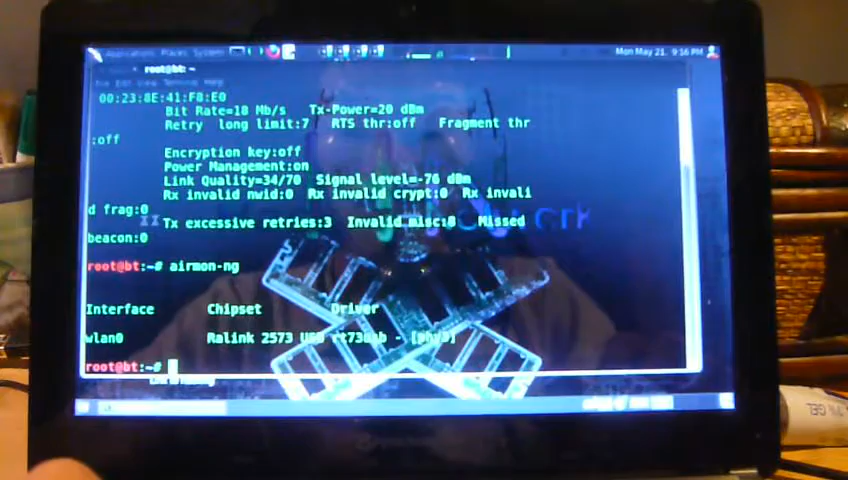 Applications Places System
Mon May 21, 9:16 PM
root@bt: ~
File Edit View Terminal Help
00:23:8E:41:F8:E0
Bit Rate=18 Mb/s Tx-Power=20 dBm
Retry long limit:7 RTS thr:off Fragment thr
:off
Encryption key:off
Power Management:on
Link Quality=34/70 Signal level=-76 dBm
Rx invalid nwid:0 Rx invalid crypt:0 Rx invali
d frag:0
Tx excessive retries:3 Invalid misc:8 Missed
beacon:0
root@bt:~# airmon-ng
Interface Chipset Driver
wlan0 Ralink 2573 USB rt73usb - [phy3]
root@bt:~#
GEL